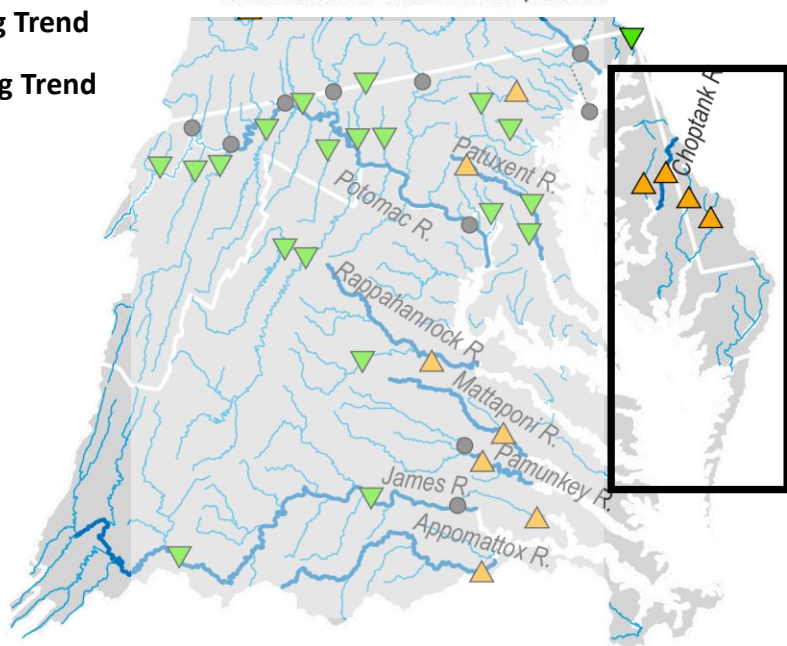 g Trend
g Trend
Choptank R
Patuxent R.
Potomac R.
Rappahannock R
Mattaponi R.
Pamunkey R.
James R.
Appomattox R.